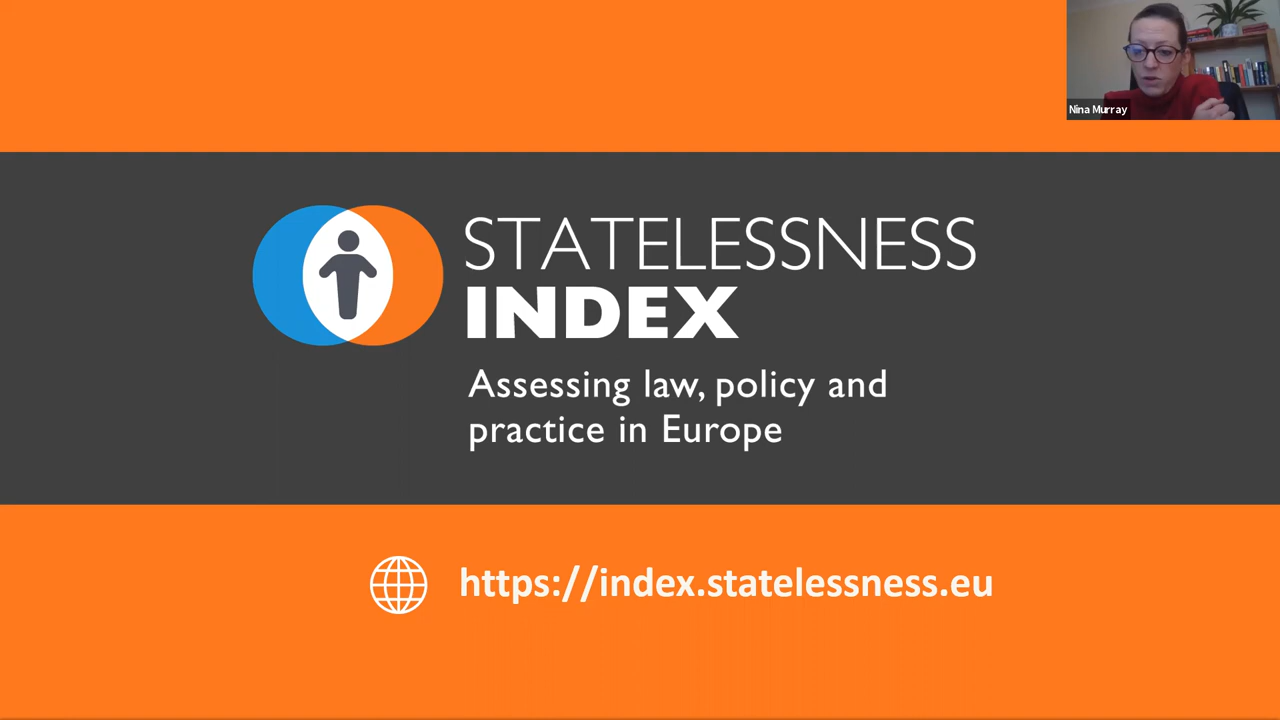 Nina Murray
STATELESSNESS
INDEX
Assessing law, policy and
practice in Europe
https://index.statelessness.eu